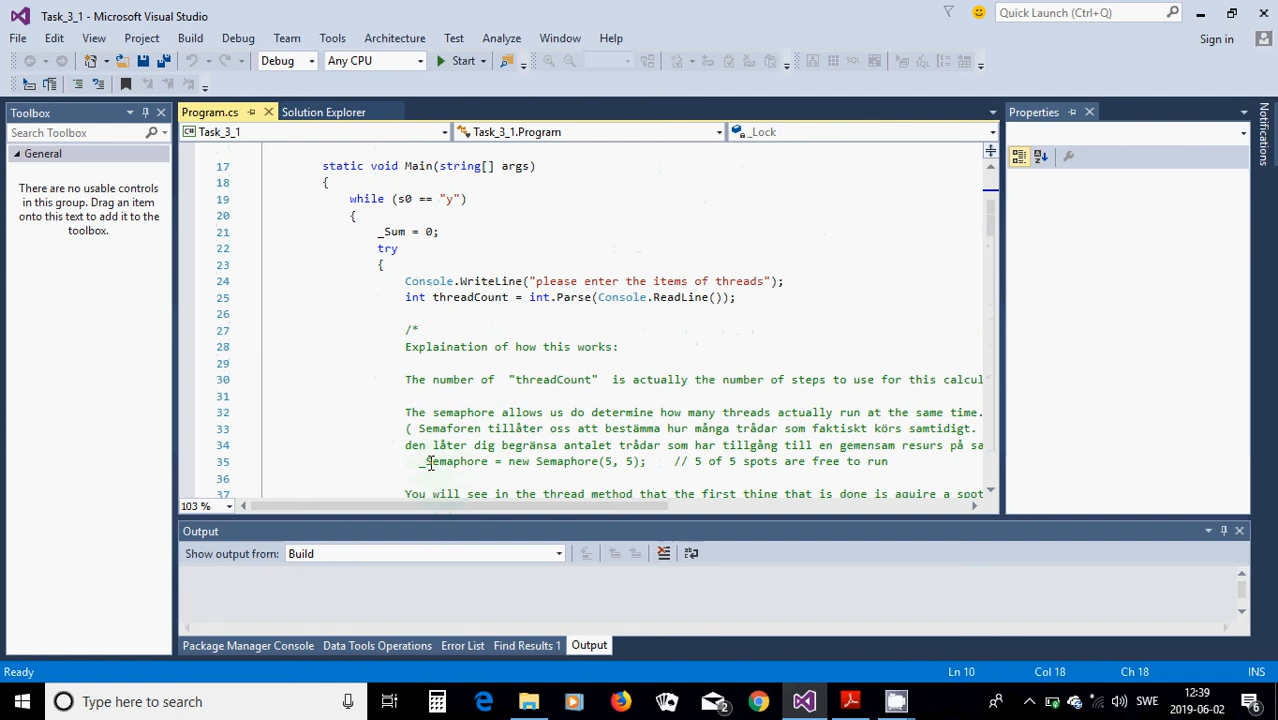 Task_3_1 - Microsoft Visual Studio
Quick Launch (Ctrl+Q)
File Edit View Project Build Debug Team Tools Architecture Test Analyze Window Help
Sign in
Debug Any CPU Start
Toolbox
Search Toolbox
General
There are no usable controls
in this group. Drag an item
onto this text to add it to the
toolbox.
Program.cs Solution Explorer
Task_3_1 Task_3_1.Program _Lock
17 static void Main(string[] args)
18 {
19 while (s0 == "y")
20 {
21 _Sum = 0;
22 try
23 {
24 Console.WriteLine("please enter the items of threads");
25 int threadCount = int.Parse(Console.ReadLine());
26
27 /*
28 Explaination of how this works:
29
30 The number of "threadCount" is actually the number of steps to use for this calcul
31
32 The semaphore allows us do determine how many threads actually run at the same time.
33 ( Semaforen tillåter oss att bestämma hur många trådar som faktiskt körs samtidigt.
34 den låter dig begränsa antalet trådar som har tillgång till en gemensam resurs på sa
35 _Semaphore = new Semaphore(5, 5); // 5 of 5 spots are free to run
36
37 You will see in the thread method that the first thing that is done is aquire a spot
103 %
Properties
Notifications
Output
Show output from: Build
Package Manager Console Data Tools Operations Error List Find Results 1 Output
Ready Ln 10 Col 18 Ch 18 INS
Type here to search
2
SWE
12:39
2019-06-02
6